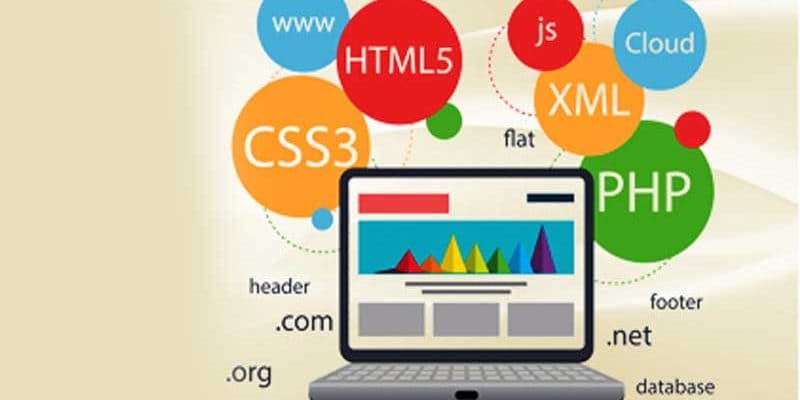 www
HTML5
js
Cloud
XML
CSS3
flat
PHP
header
.com
footer
.net
.org
database